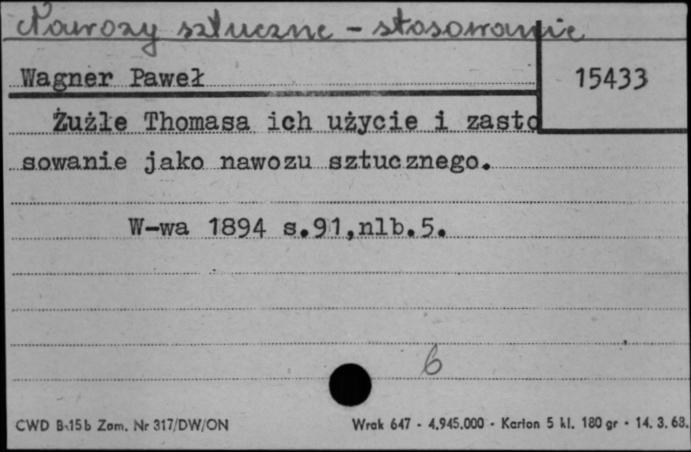 Nawozy sztuczne - stosowanie
Wagner Paweł
15433
Żużle Thomasa ich użycie i zasto
sowanie jako nawozu sztucznego.
W-wa 1894 s.91,nlb.5.
6
CWD B-15b Zam. Nr 317/DW/ON
Wrak 647 - 4.945.000 - Karton 5 kl. 180 gr - 14. 3. 63.